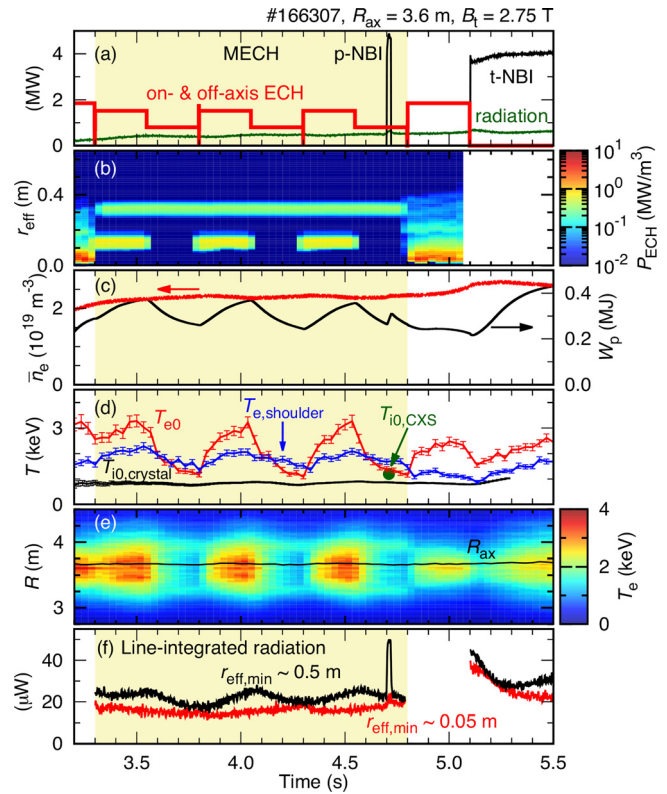 #166307, R_ax = 3.6 m, B_t = 2.75 T
(a) MECH p-NBI
t-NBI
on- & off-axis ECH
radiation
(MW)
4
2
0
(b)
r_eff (m)
0.4
0.0
10^1
10^0
10^-1
10^-2
P_ECH (MW/m^3)
(c)
n̅_e (10^19 m^-3)
2
1
0
0.4
0.2
0.0
W_p (MJ)
(d)
T_e0
T_e,shoulder
T_i0,CXS
T_i0,crystal
T (keV)
3
0
(e)
R_ax
R (m)
4
3
4
2
0
T_e (keV)
(f) Line-integrated radiation
r_eff,min ~ 0.5 m
r_eff,min ~ 0.05 m
(μW)
40
20
0
3.5 4.0 4.5 5.0 5.5
Time (s)